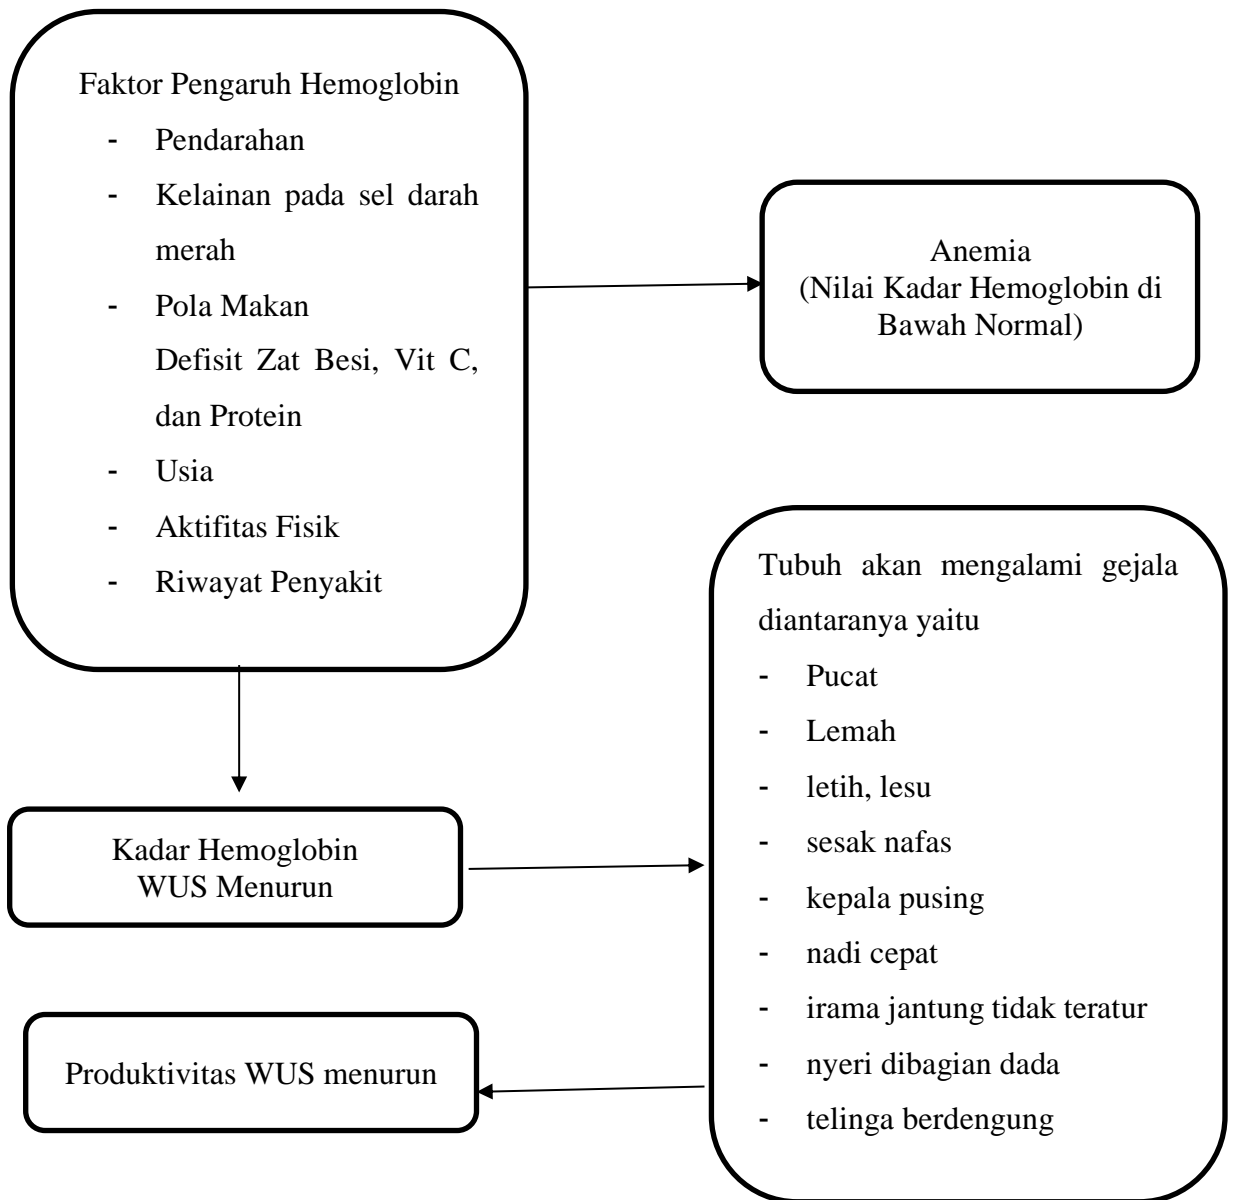 Faktor Pengaruh Hemoglobin
- Pendarahan
- Kelainan pada sel darah
merah
- Pola Makan
Defisit Zat Besi, Vit C,
dan Protein
- Usia
- Aktifitas Fisik
- Riwayat Penyakit
Anemia
(Nilai Kadar Hemoglobin di
Bawah Normal)
Kadar Hemoglobin
WUS Menurun
Tubuh akan mengalami gejala
diantaranya yaitu
- Pucat
- Lemah
- letih, lesu
- sesak nafas
- kepala pusing
- nadi cepat
- irama jantung tidak teratur
- nyeri dibagian dada
- telinga berdengung
Produktivitas WUS menurun